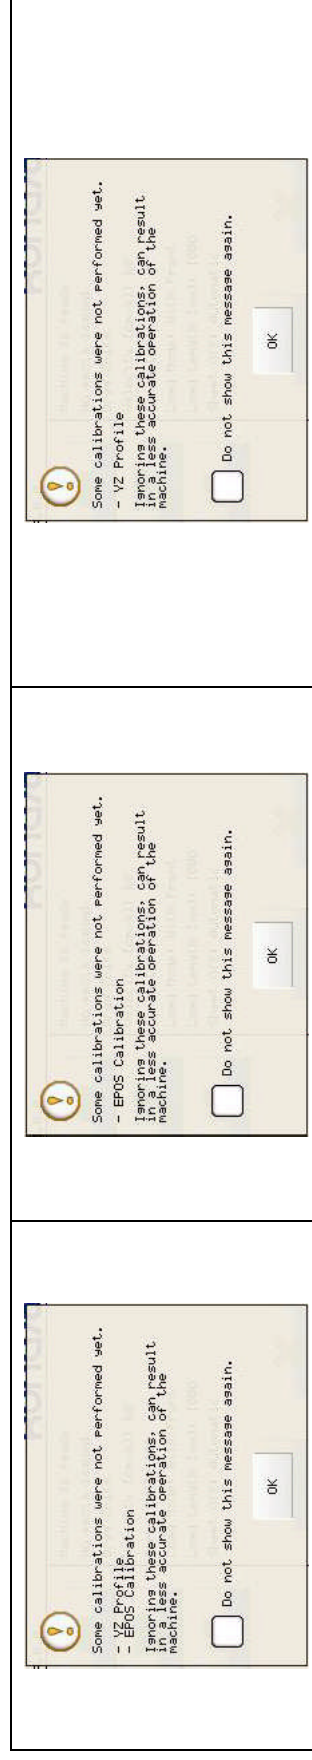 Some calibrations were not performed yet.
- YZ Profile
- EPOS Calibration
Ignoring these calibrations, can result
in a less accurate operation of the
machine.
Do not show this message again.
OK
Some calibrations were not performed yet.
- EPOS Calibration
Ignoring these calibrations, can result
in a less accurate operation of the
machine.
Do not show this message again.
OK
Some calibrations were not performed yet.
- YZ Profile
Ignoring these calibrations, can result
in a less accurate operation of the
machine.
Do not show this message again.
OK